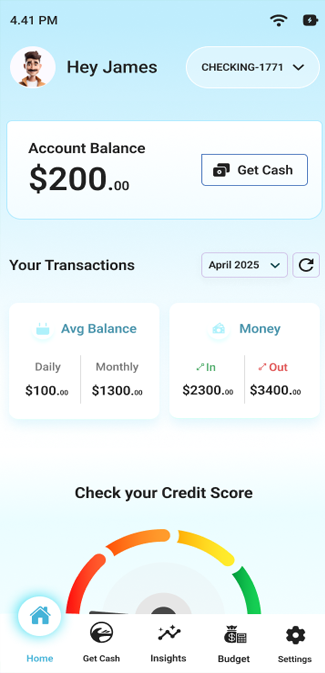 4.41 PM
Hey James
CHECKING-1771
Account Balance
$200.00
Get Cash
Your Transactions
April 2025
Avg Balance
Money
Daily
Monthly
In
Out
$100.00
$1300.00
$2300.00
$3400.00
Check your Credit Score
Home
Get Cash
Insights
Budget
Settings